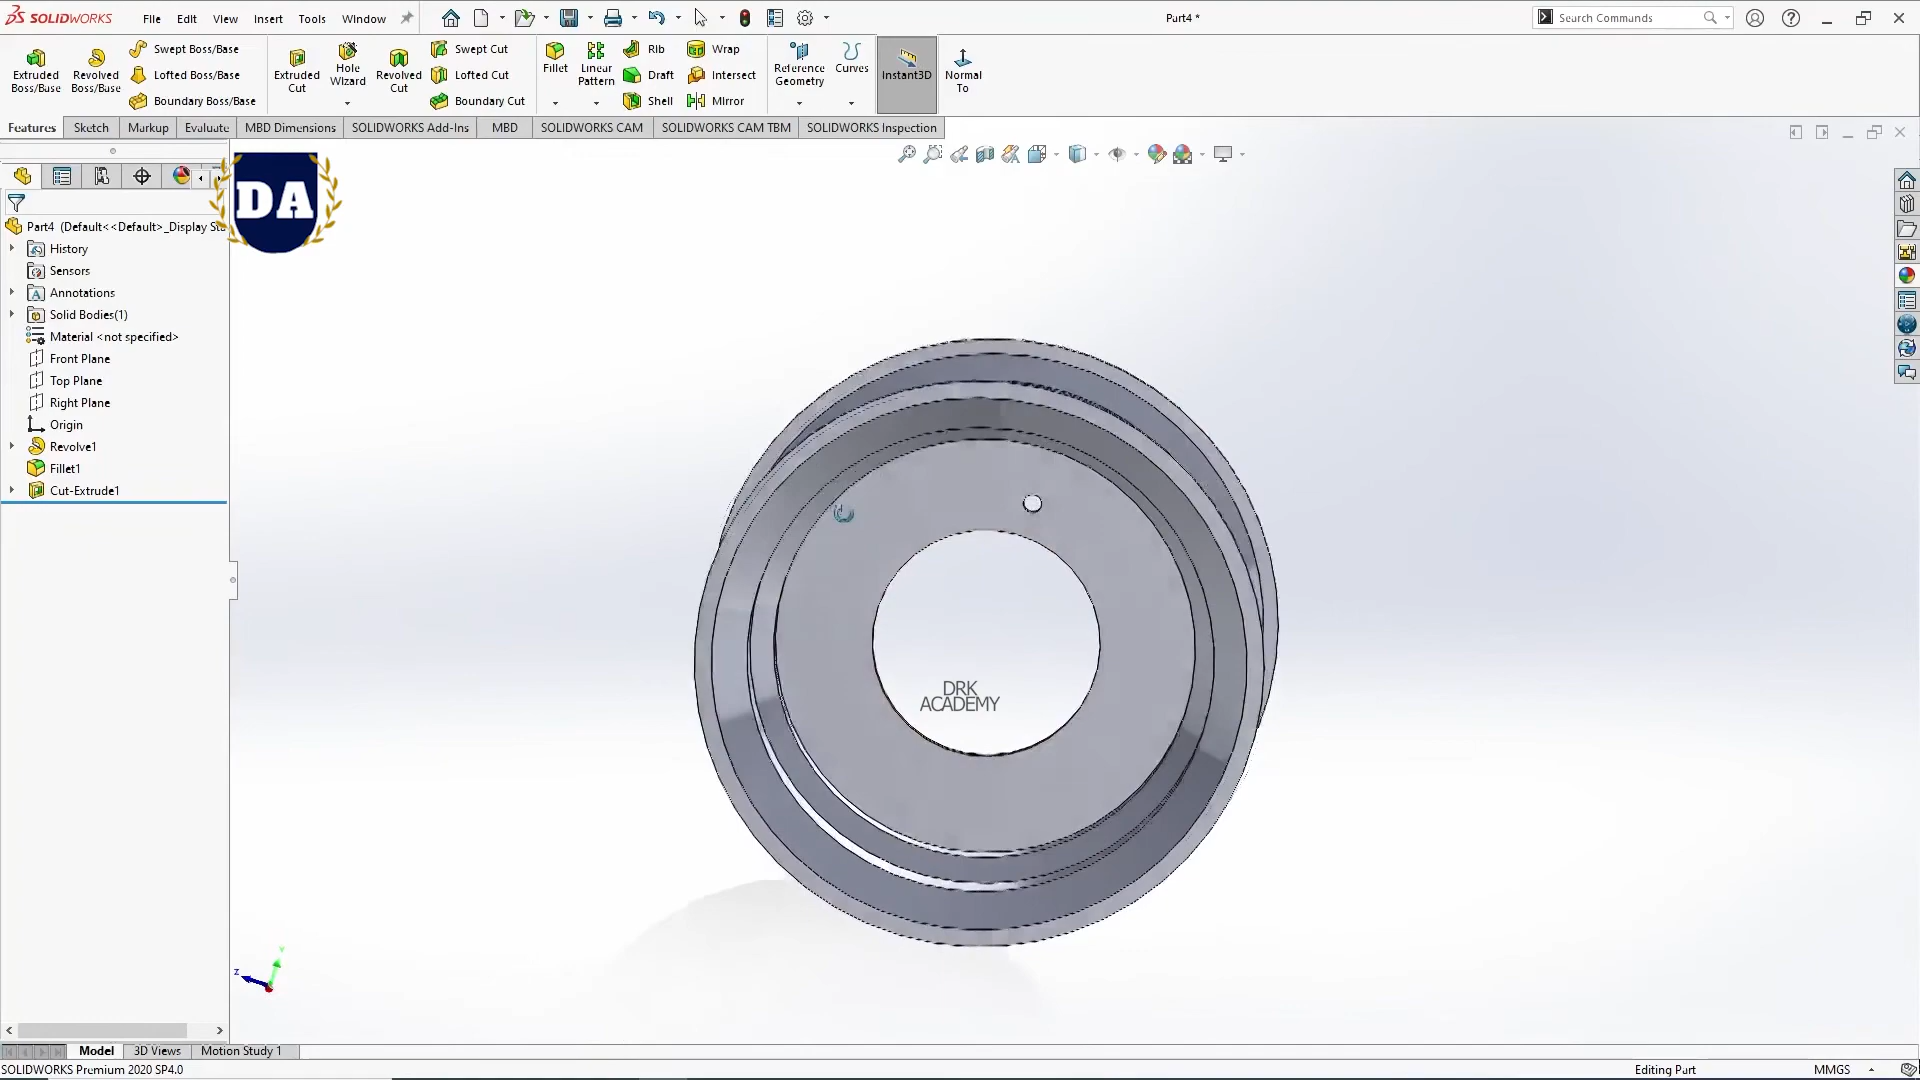 SOLIDWORKS File Edit View Insert Tools Window Part4 * Search Commands
Extruded Boss/Base
Revolved Boss/Base
Swept Boss/Base
Lofted Boss/Base
Boundary Boss/Base
Extruded Cut
Hole Wizard
Revolved Cut
Swept Cut
Lofted Cut
Boundary Cut
Fillet
Linear Pattern
Rib
Draft
Shell
Wrap
Intersect
Mirror
Reference Geometry
Curves
Instant3D
Normal To
Features Sketch Markup Evaluate MBD Dimensions SOLIDWORKS Add-Ins MBD SOLIDWORKS CAM SOLIDWORKS CAM TBM SOLIDWORKS Inspection
DA
Part4 (Default<<Default>_Display Sta
History
Sensors
Annotations
Solid Bodies(1)
Material <not specified>
Front Plane
Top Plane
Right Plane
Origin
Revolve1
Fillet1
Cut-Extrude1
DRK
ACADEMY
Y
Z
Model 3D Views Motion Study 1
SOLIDWORKS Premium 2020 SP4.0 Editing Part MMGS